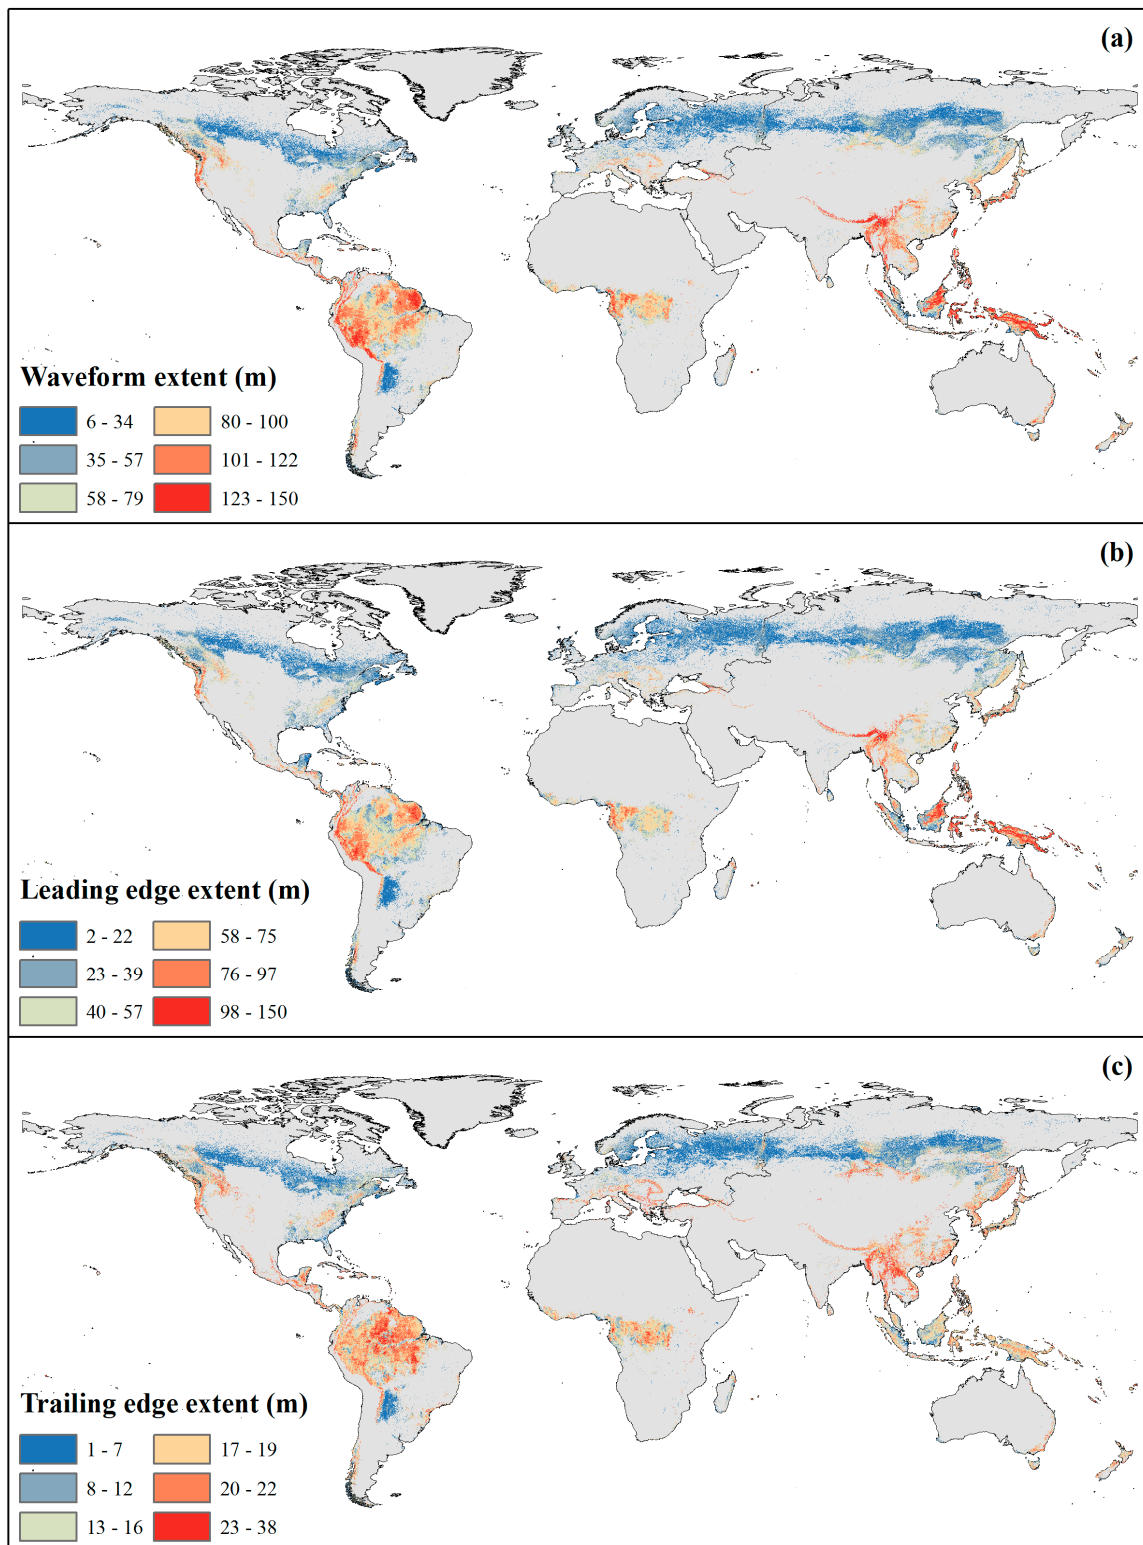 (a)
Waveform extent (m)
6 - 34 80 - 100
35 - 57 101 - 122
58 - 79 123 - 150
(b)
Leading edge extent (m)
2 - 22 58 - 75
23 - 39 76 - 97
40 - 57 98 - 150
(c)
Trailing edge extent (m)
1 - 7 17 - 19
8 - 12 20 - 22
13 - 16 23 - 38